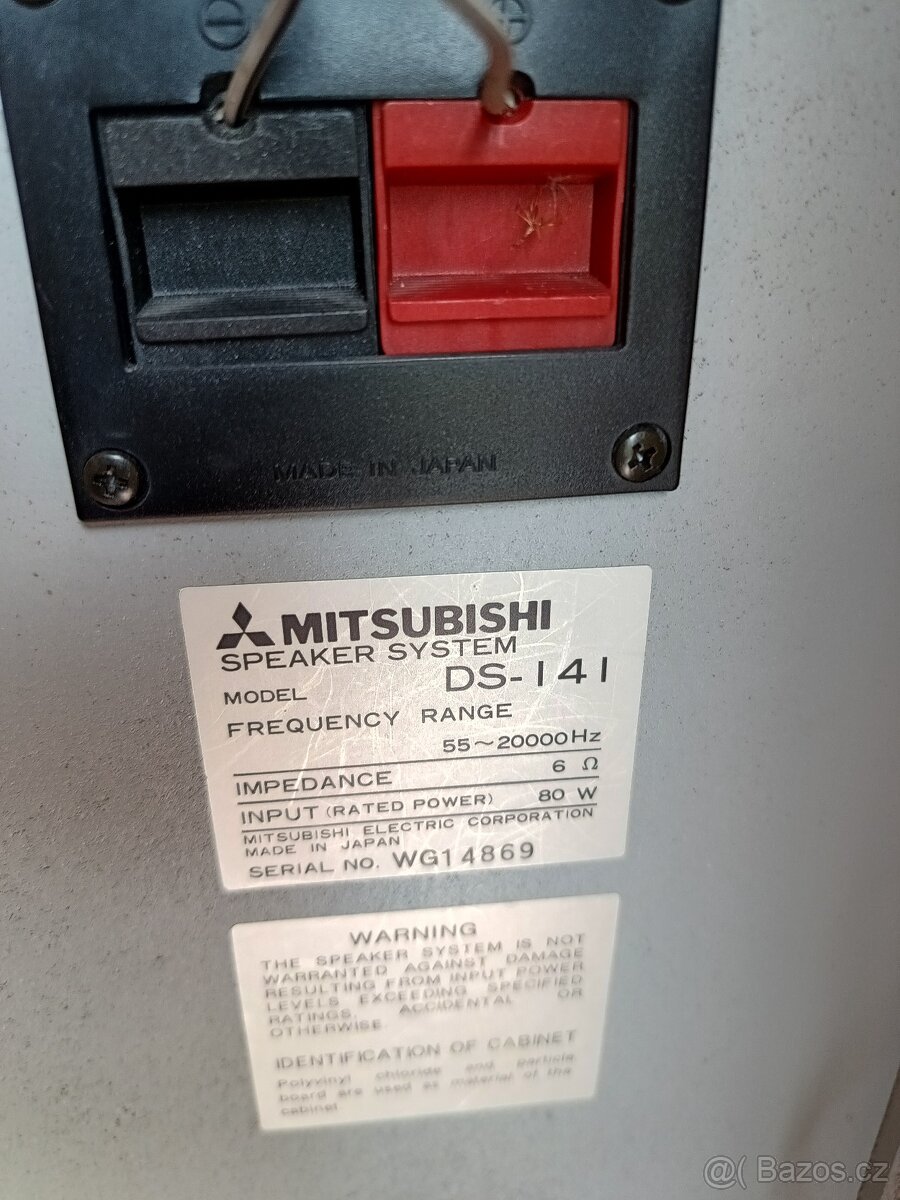 MADE IN JAPAN
MITSUBISHI
SPEAKER SYSTEM
MODEL DS-141
FREQUENCY RANGE
55~20000Hz
IMPEDANCE 6 Ω
INPUT (RATED POWER) 80 W
MITSUBISHI ELECTRIC CORPORATION
MADE IN JAPAN
SERIAL NO. WG14869
WARNING
THE SPEAKER SYSTEM IS NOT
WARRANTED AGAINST DAMAGE
RESULTING FROM INPUT POWER
LEVELS EXCEEDING SPECIFIED
RATINGS, ACCIDENTAL OR
OTHERWISE.
IDENTIFICATION OF CABINET
Polyvinyl chloride and particle
board are used as material of the
cabinet.
@( Bazos.cz